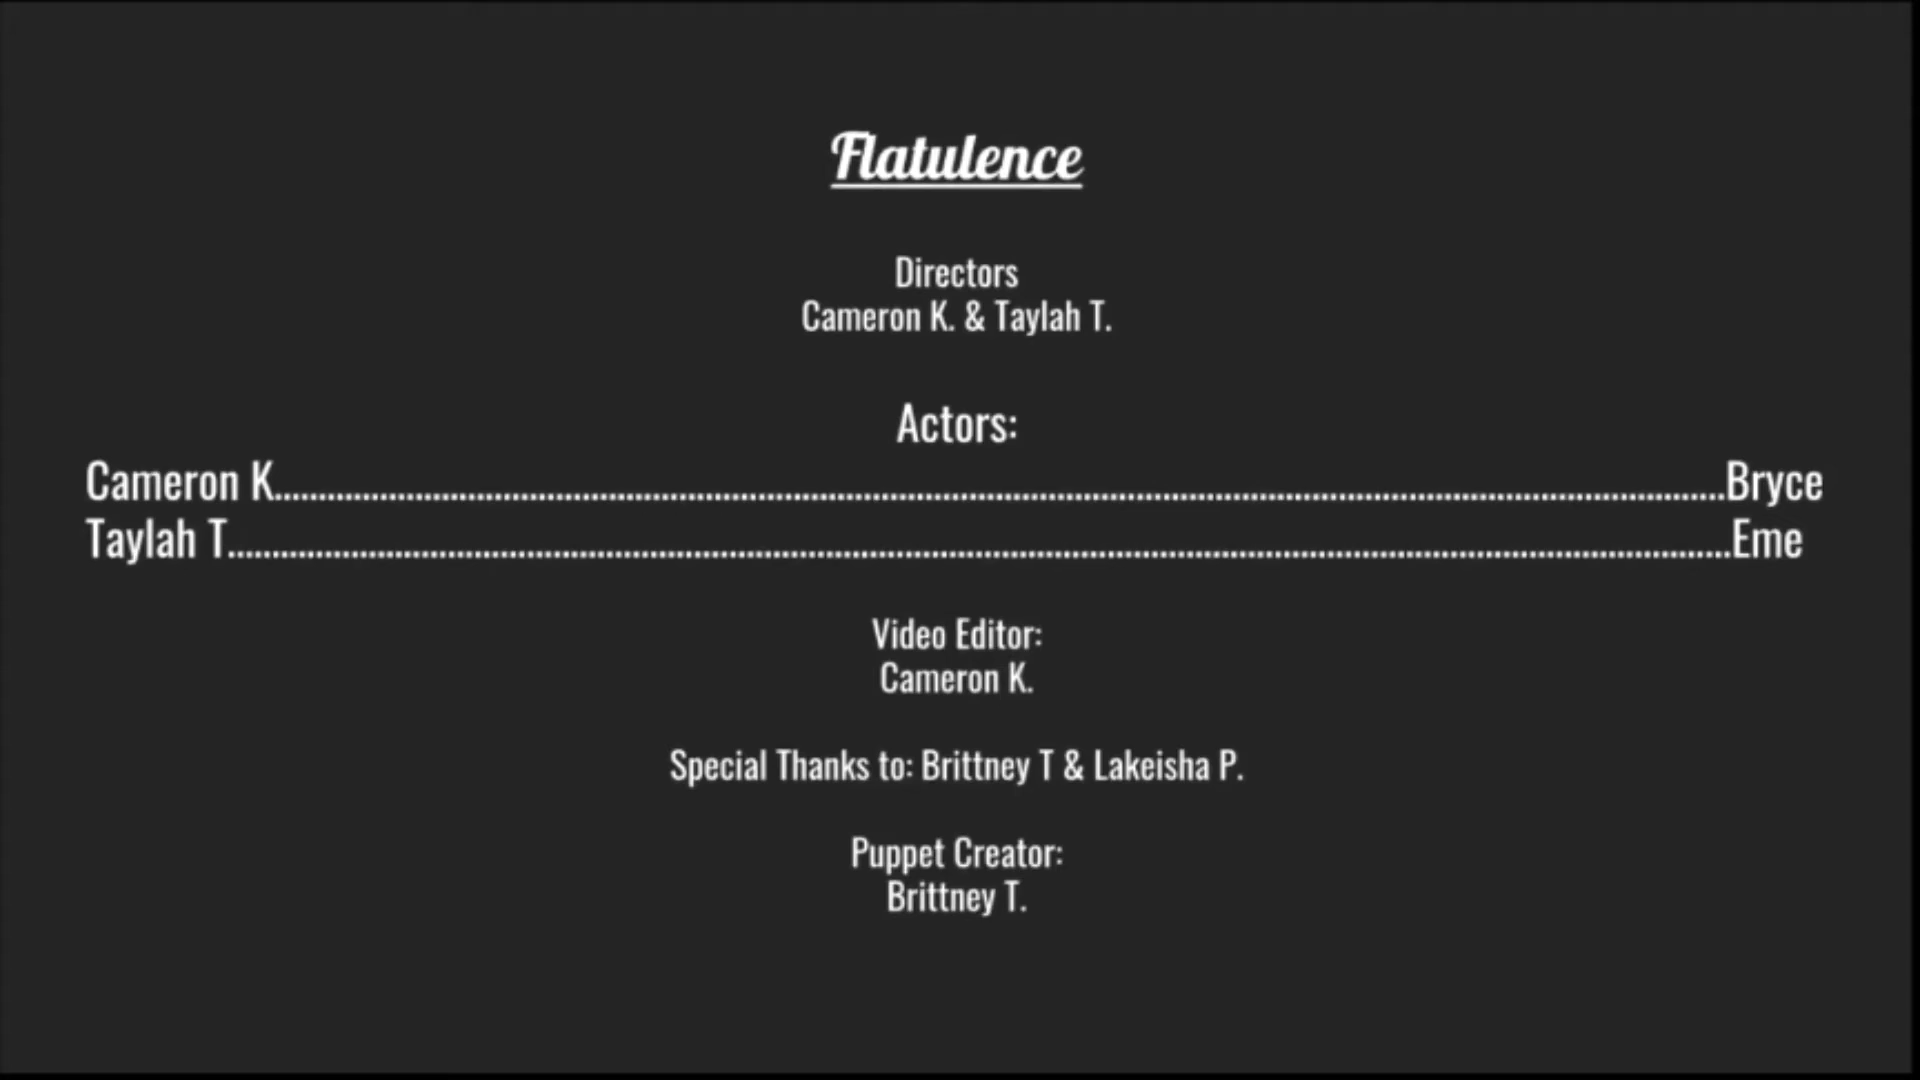 Flatulence
Directors
Cameron K. & Taylah T.
Actors:
Cameron K........................................................................................................................................................................Bryce
Taylah T..............................................................................................................................................................................Eme
Video Editor:
Cameron K.
Special Thanks to: Brittney T & Lakeisha P.
Puppet Creator:
Brittney T.